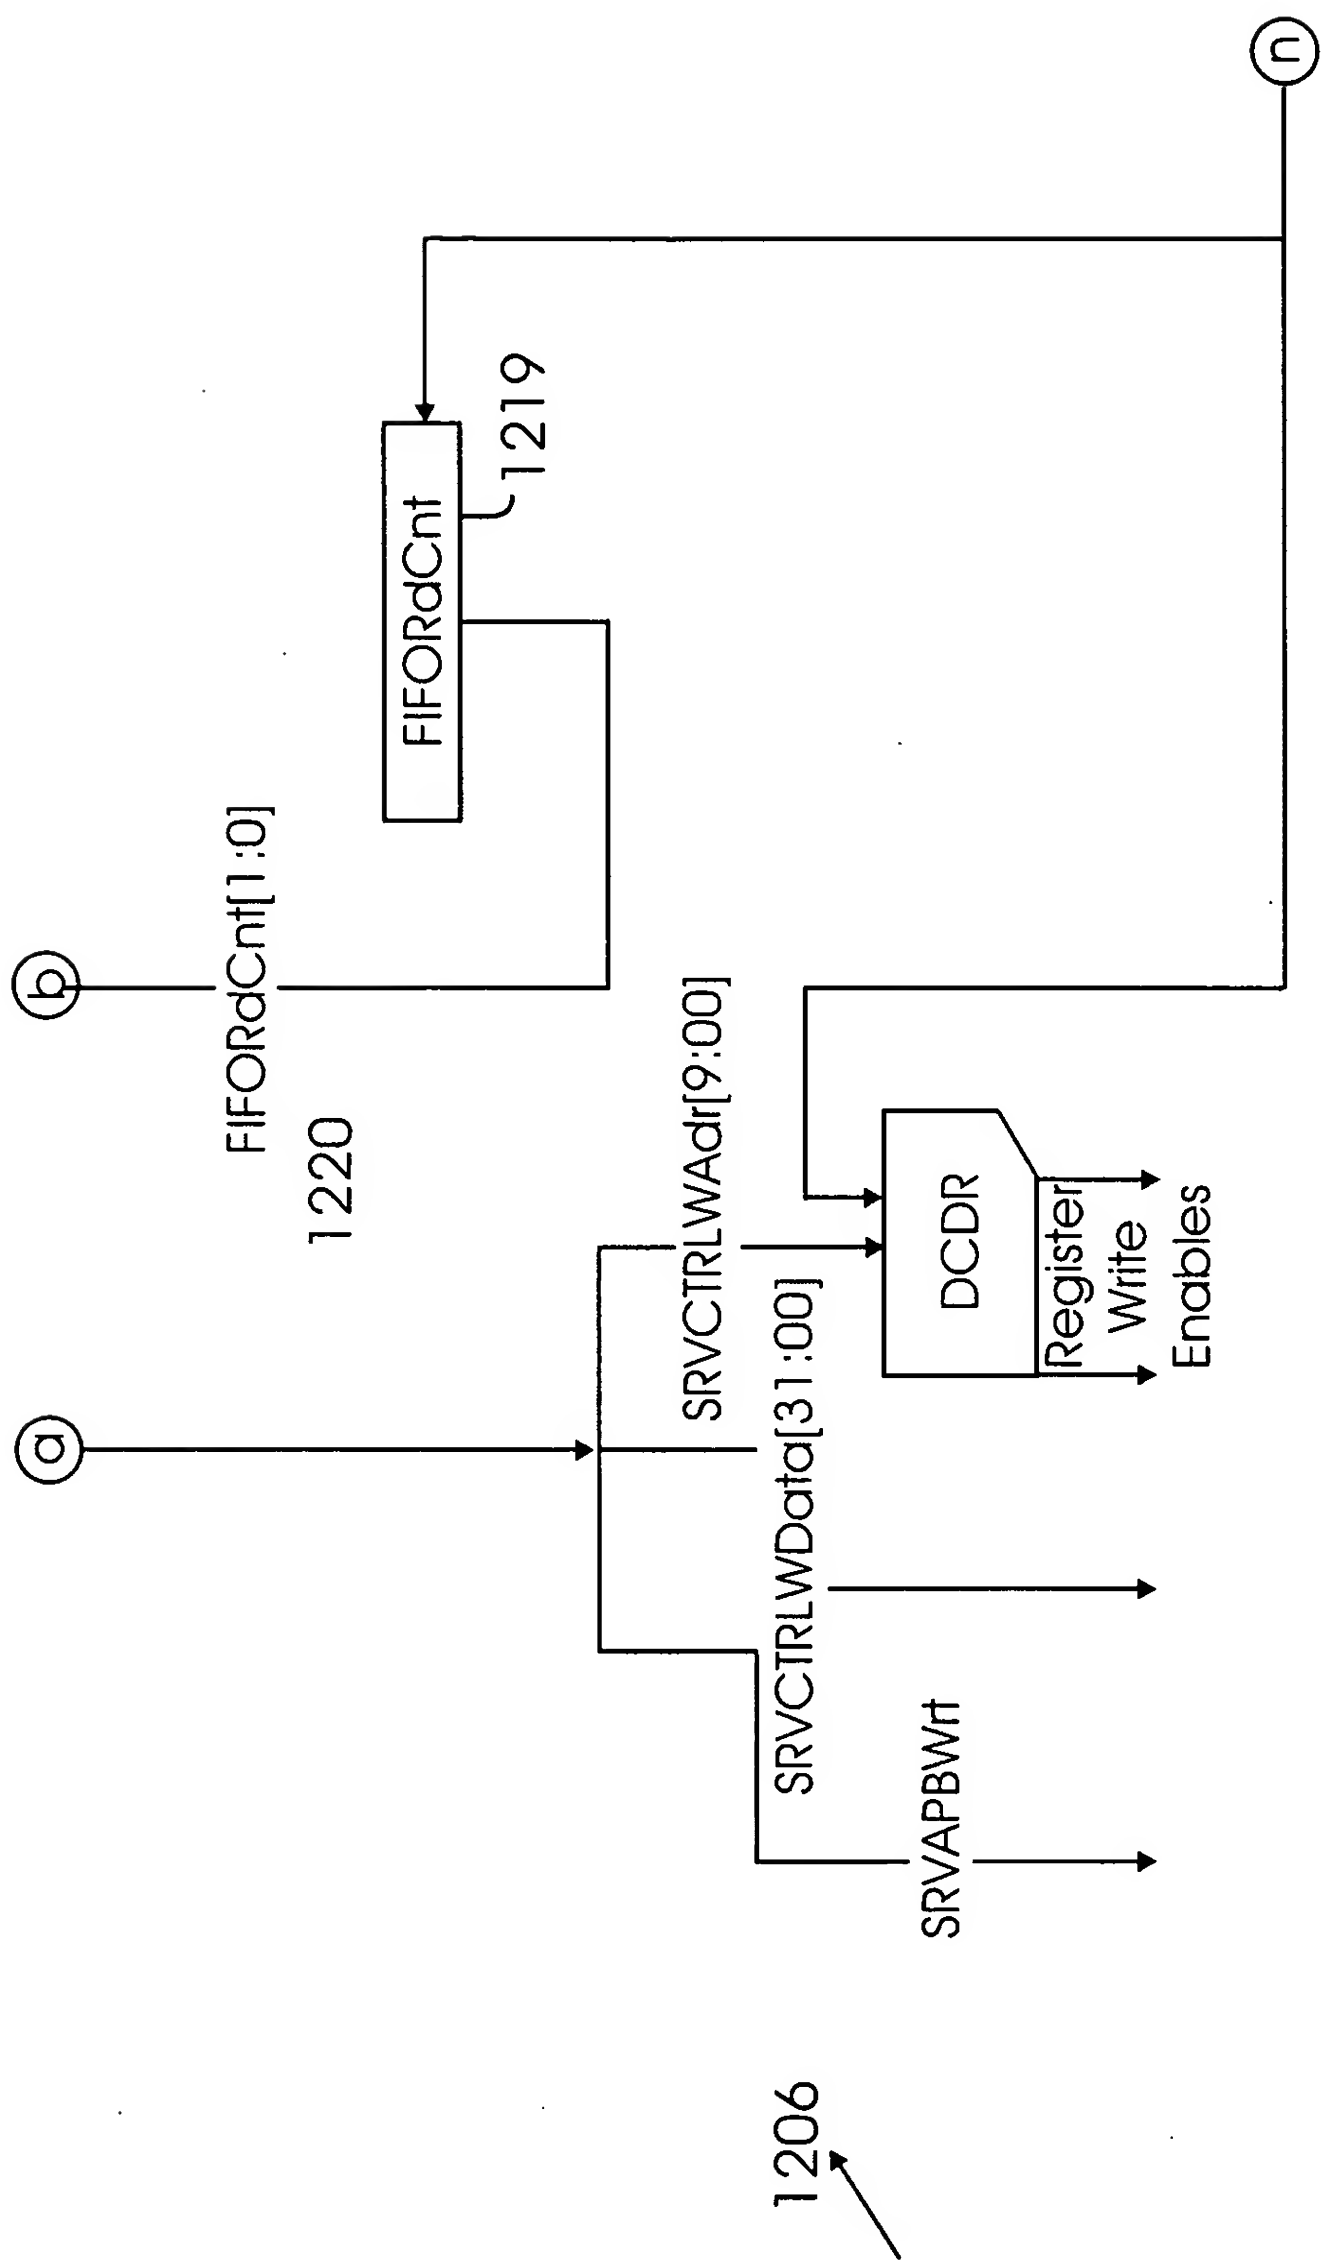 b
FIFORdCnt[1:0]
1220
FIFORdCnt
1219
n
a
SRVCTRLWAdr[9:00]
SRVCTRLWData[31:00]
SRVAPBWrt
DCDR
Register
Write
Enables
1206